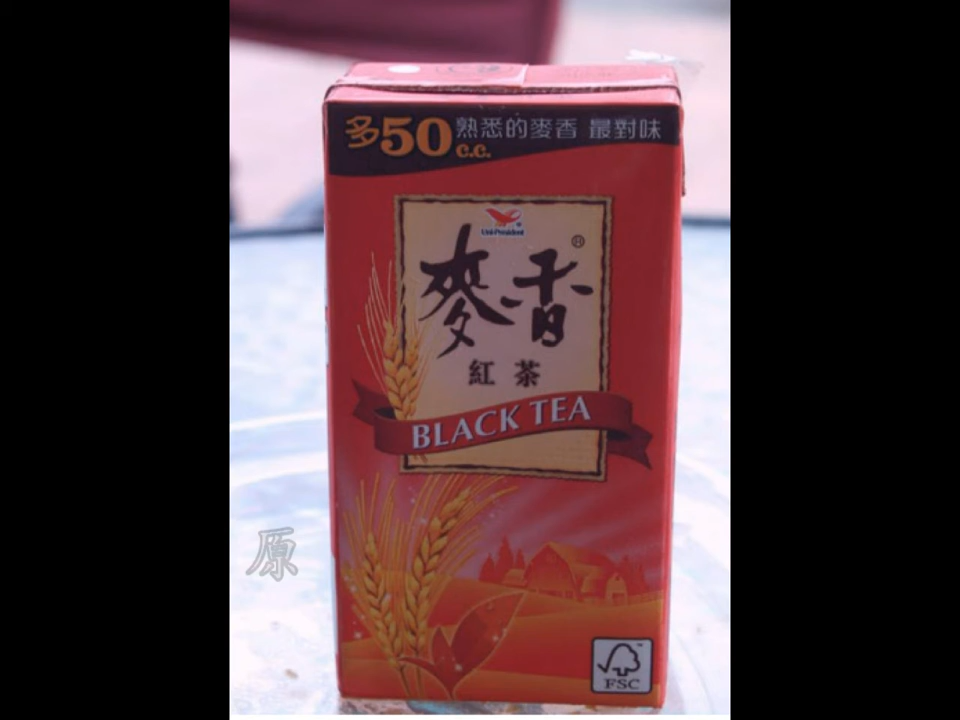 多50c.c. 熟悉的麥香 最對味
Uni-President
®
麥香
紅茶
BLACK TEA
原
FSC